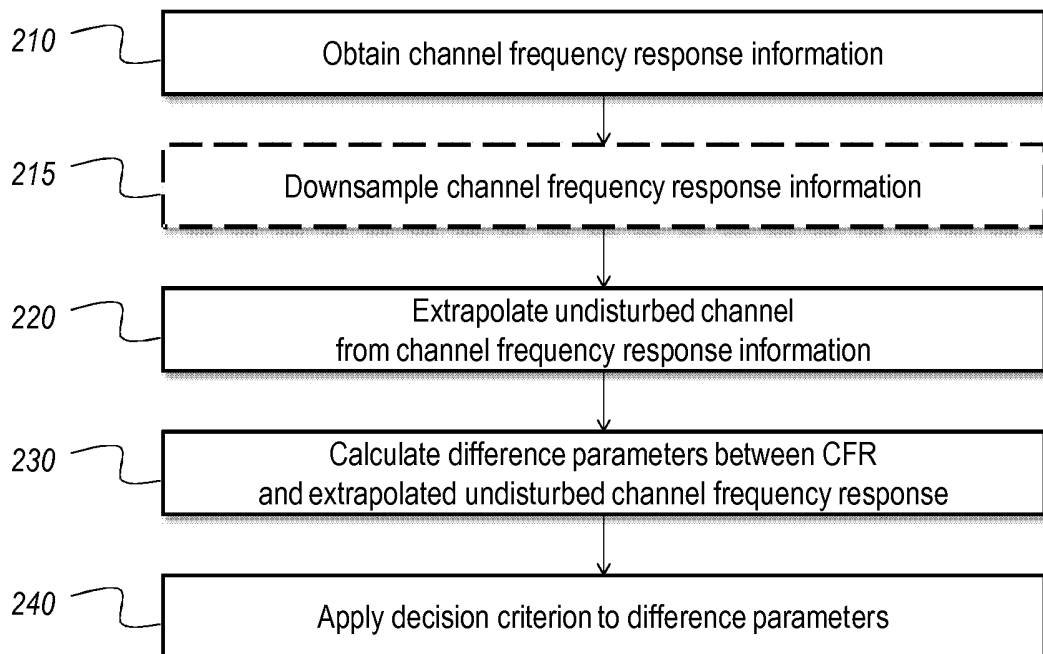 210
Obtain channel frequency response information
215
Downsample channel frequency response information
220
Extrapolate undisturbed channel
from channel frequency response information
230
Calculate difference parameters between CFR
and extrapolated undisturbed channel frequency response
240
Apply decision criterion to difference parameters